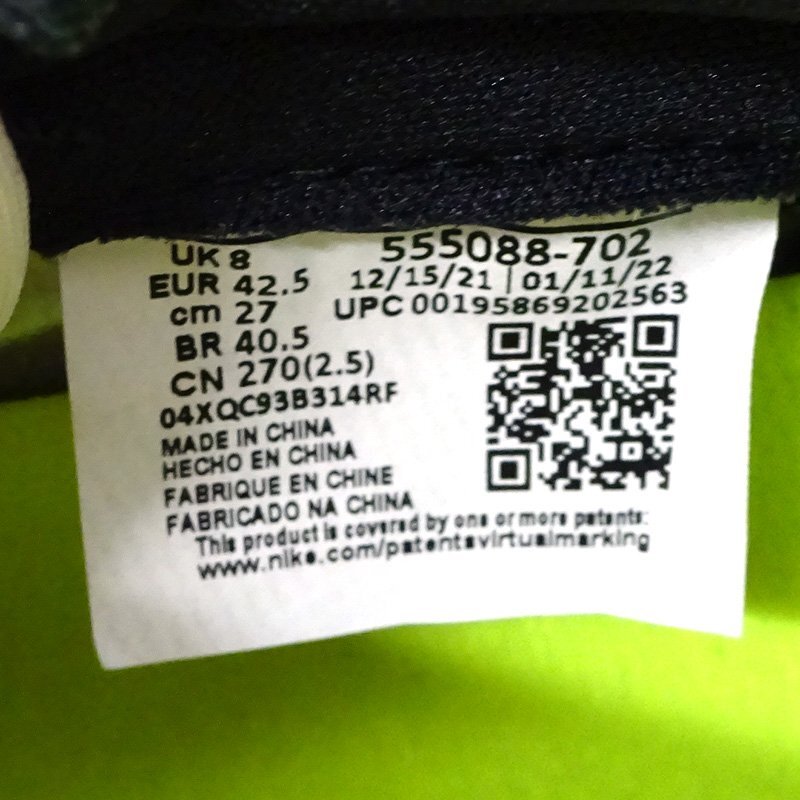 UK 8
EUR 42.5
cm 27
BR 40.5
CN 270(2.5)
04XQC93B314RF
MADE IN CHINA
HECHO EN CHINA
FABRIQUE EN CHINE
FABRICADO NA CHINA
555088-702
12/15/21 | 01/11/22
UPC 00195869202563
This product is covered by one or more patents:
www.nike.com/patentsvirtualmarking